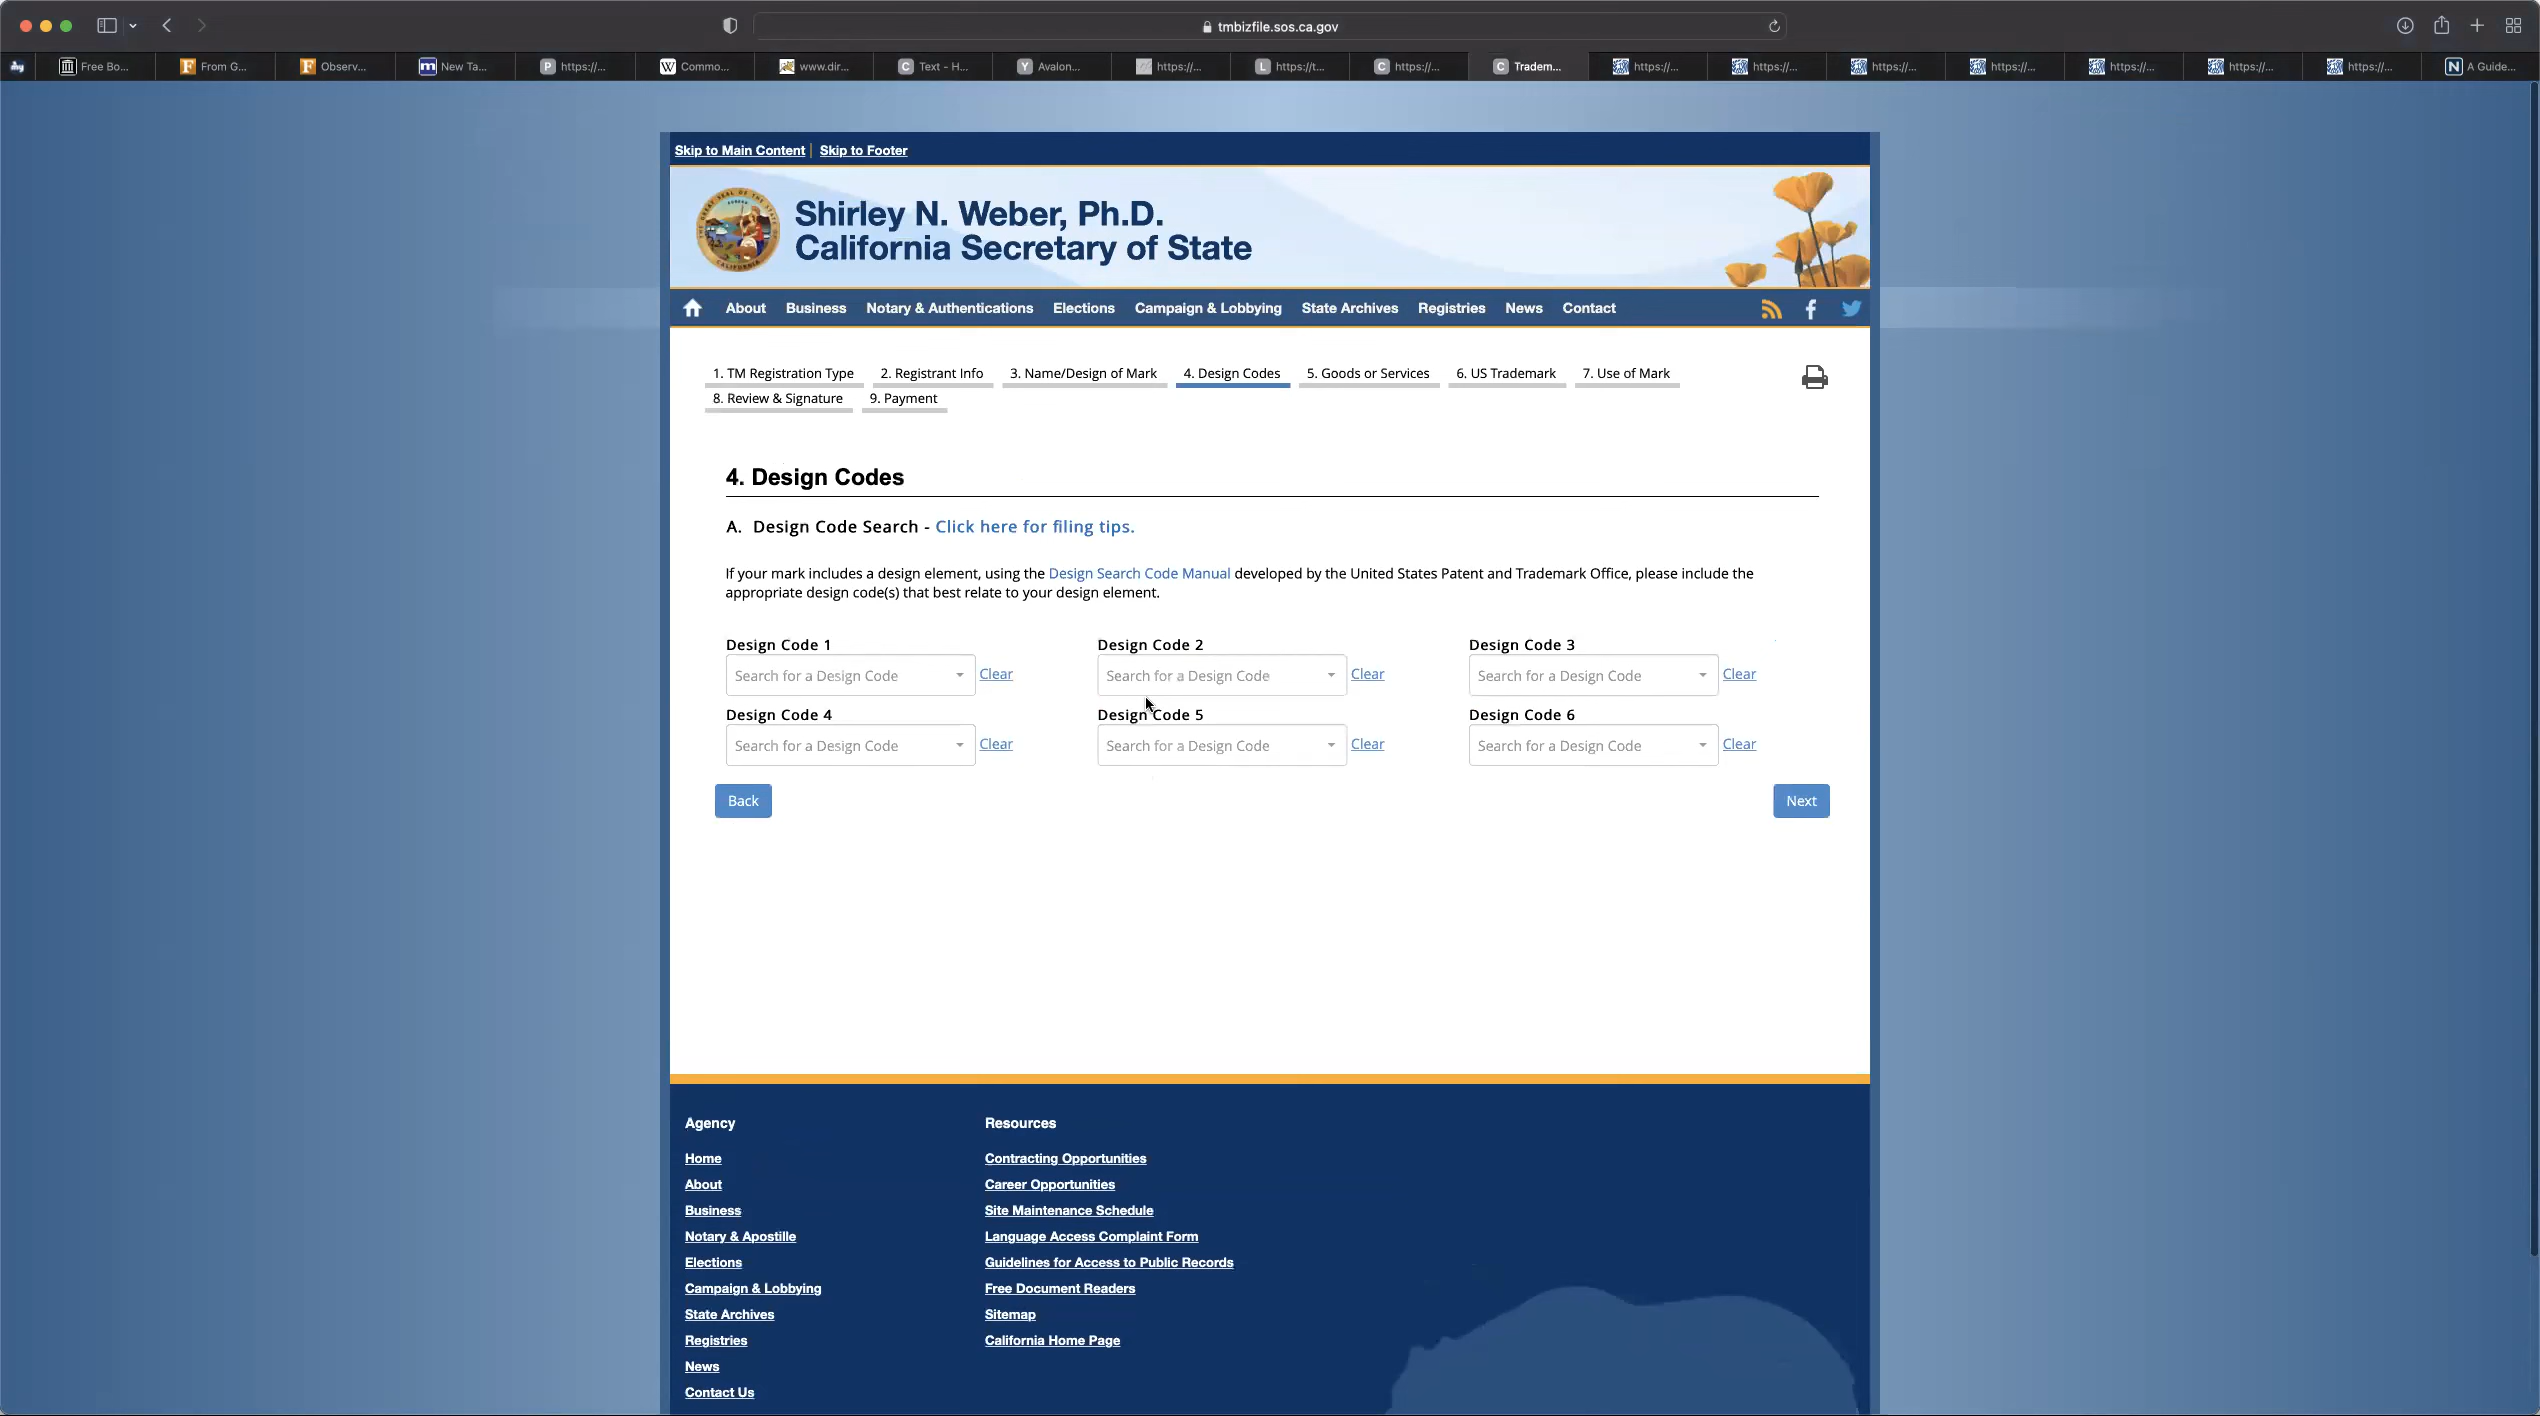 tmbizfile.sos.ca.gov
Free Bo...
From G...
Observ...
New Ta...
https://...
Commo...
www.dir...
Text - H...
Avalon...
https://...
https://t...
https://...
Tradem...
https://...
https://...
https://...
https://...
https://...
https://...
https://...
A Guide...
Skip to Main Content | Skip to Footer
Shirley N. Weber, Ph.D.
California Secretary of State
About Business Notary & Authentications Elections Campaign & Lobbying State Archives Registries News Contact
1. TM Registration Type 2. Registrant Info 3. Name/Design of Mark 4. Design Codes 5. Goods or Services 6. US Trademark 7. Use of Mark
8. Review & Signature 9. Payment
4. Design Codes
A. Design Code Search - Click here for filing tips.
If your mark includes a design element, using the Design Search Code Manual developed by the United States Patent and Trademark Office, please include the
appropriate design code(s) that best relate to your design element.
Design Code 1 Design Code 2 Design Code 3
Search for a Design Code Clear Search for a Design Code Clear Search for a Design Code Clear
Design Code 4 Design Code 5 Design Code 6
Search for a Design Code Clear Search for a Design Code Clear Search for a Design Code Clear
Back Next
Agency
Home
About
Business
Notary & Apostille
Elections
Campaign & Lobbying
State Archives
Registries
News
Contact Us
Resources
Contracting Opportunities
Career Opportunities
Site Maintenance Schedule
Language Access Complaint Form
Guidelines for Access to Public Records
Free Document Readers
Sitemap
California Home Page